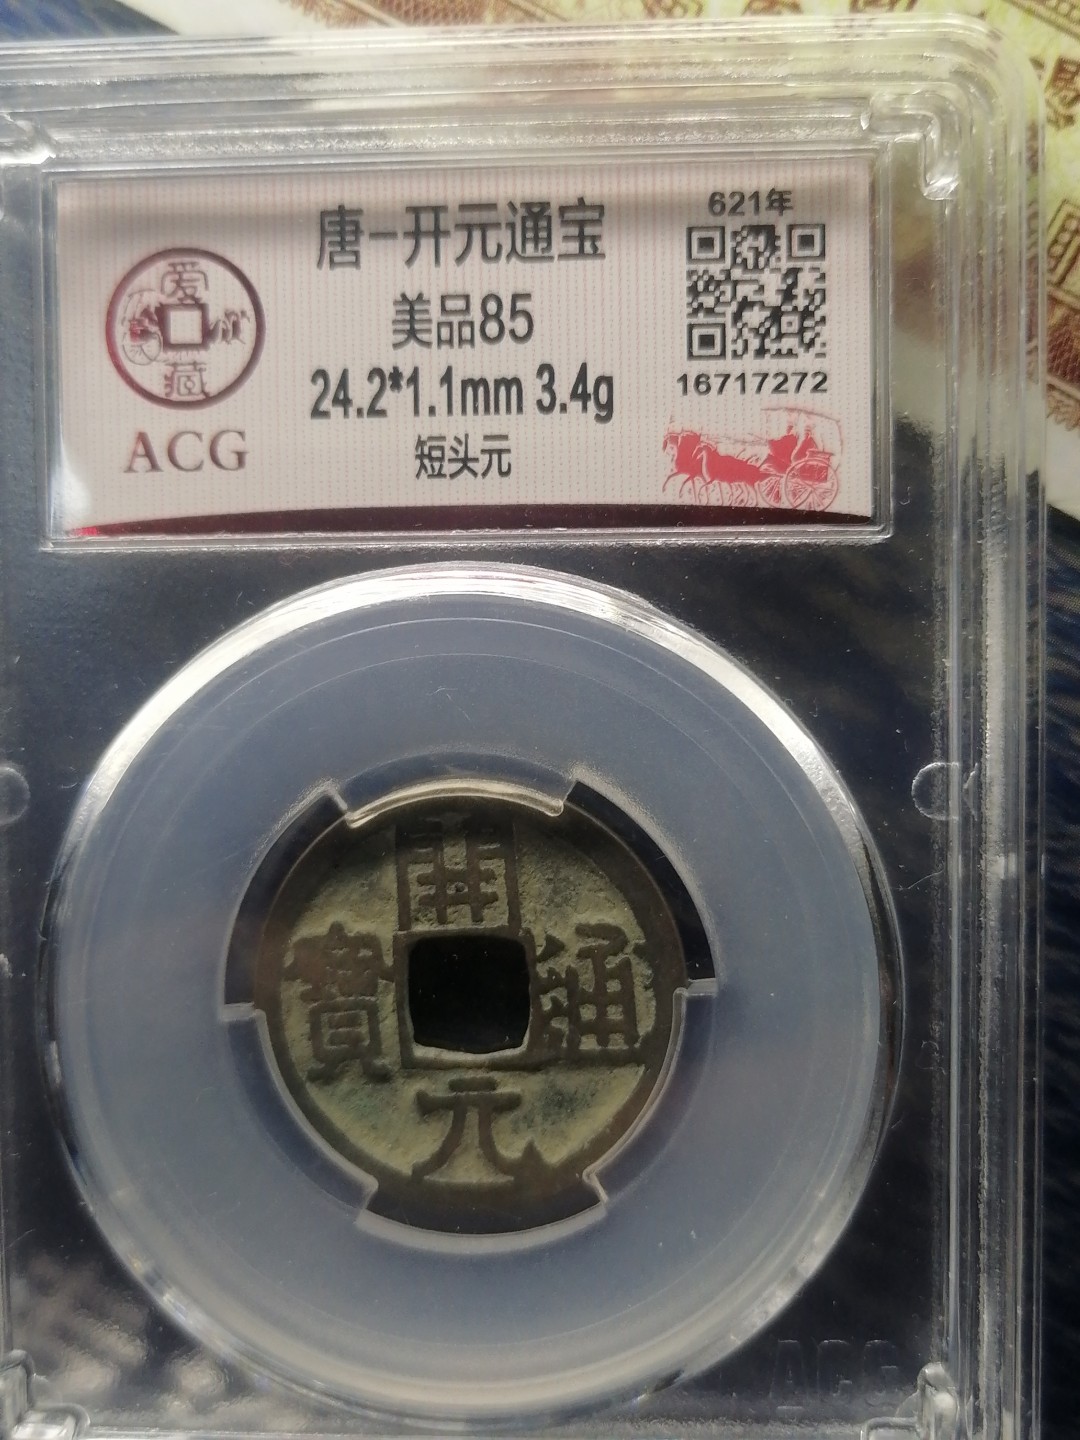 唐-开元通宝
美品85
24.2*1.1mm 3.4g
短头元
621年
16717272
爱
藏
ACG
開
通
元
寶
ACG